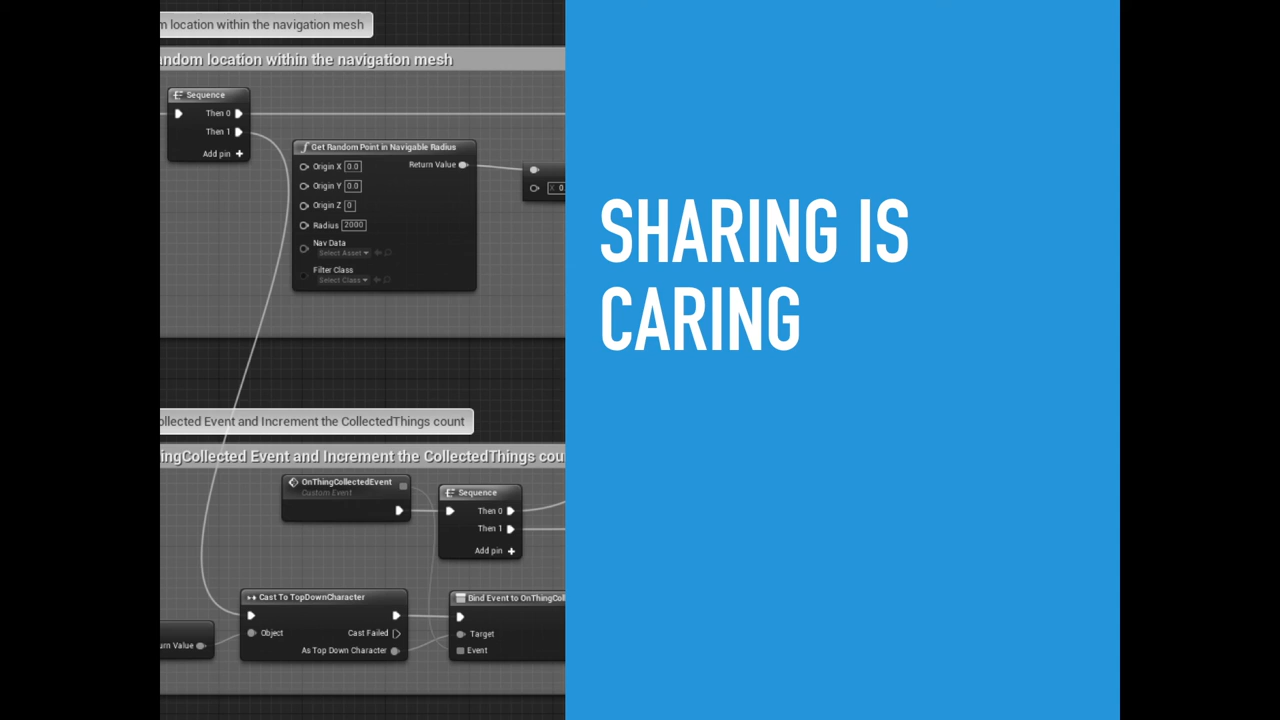 m location within the navigation mesh
andom location within the navigation mesh
Sequence
Then 0
Then 1
Add pin
Get Random Point in Navigable Radius
Origin X 0.0
Return Value
Origin Y 0.0
Origin Z 0
Radius 2000
Nav Data
Select Asset
Filter Class
Select Class
X 0
SHARING IS
CARING
ollected Event and Increment the CollectedThings count
ingCollected Event and Increment the CollectedThings cou
OnThingCollectedEvent
Custom Event
Sequence
Then 0
Then 1
Add pin
Cast To TopDownCharacter
Object
Cast Failed
As Top Down Character
urn Value
Bind Event to OnThingColl
Target
Event